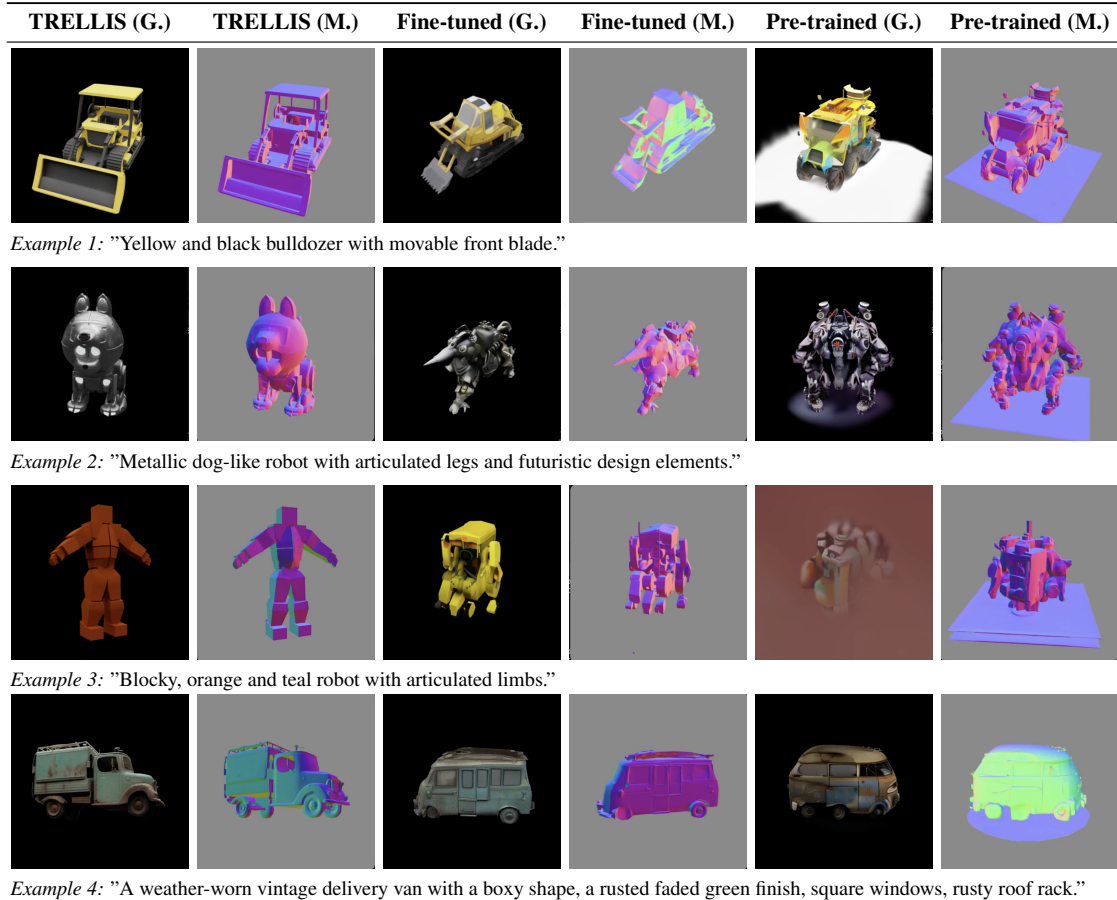 TRELLIS (G.) TRELLIS (M.) Fine-tuned (G.) Fine-tuned (M.) Pre-trained (G.) Pre-trained (M.)
Example 1: ”Yellow and black bulldozer with movable front blade.”
Example 2: ”Metallic dog-like robot with articulated legs and futuristic design elements.”
Example 3: ”Blocky, orange and teal robot with articulated limbs.”
Example 4: ”A weather-worn vintage delivery van with a boxy shape, a rusted faded green finish, square windows, rusty roof rack.”